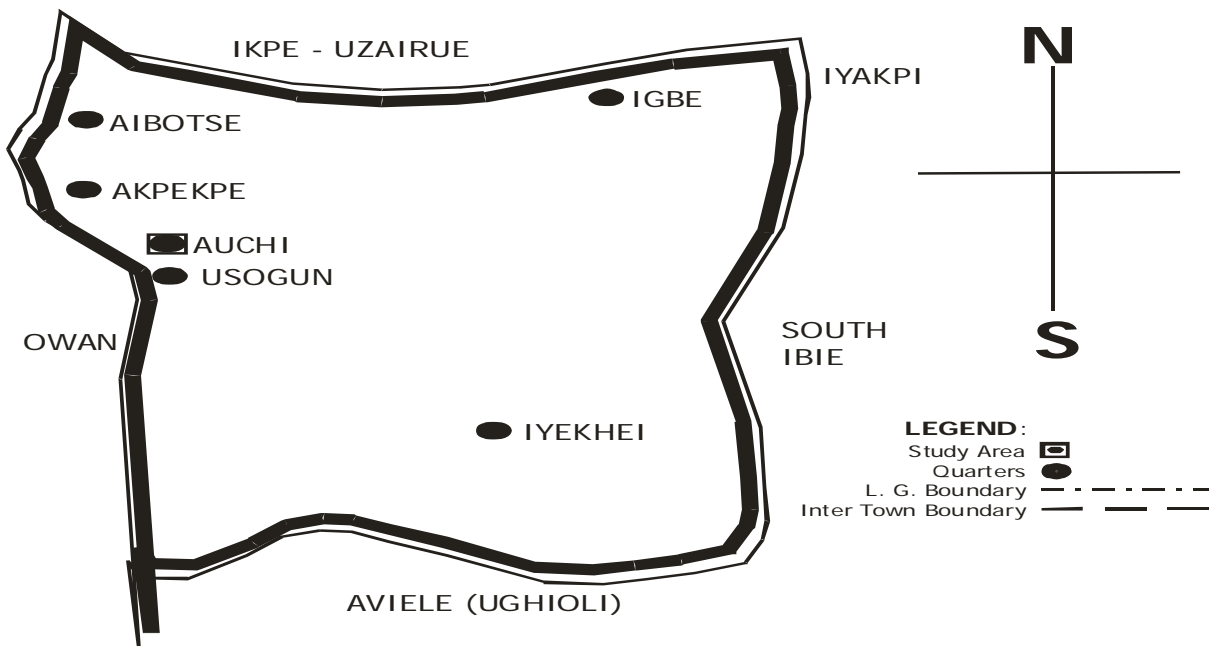 N
IKPE - UZAIRUE
IYAKPI
IGBE
AIBOTSE
AKPEKPE
AUCHI
USOGUN
OWAN
SOUTH
IBIE
S
IYEKHEI
LEGEND:
Study Area
Quarters
L. G. Boundary
Inter Town Boundary
AVIELE (UGHIOLI)